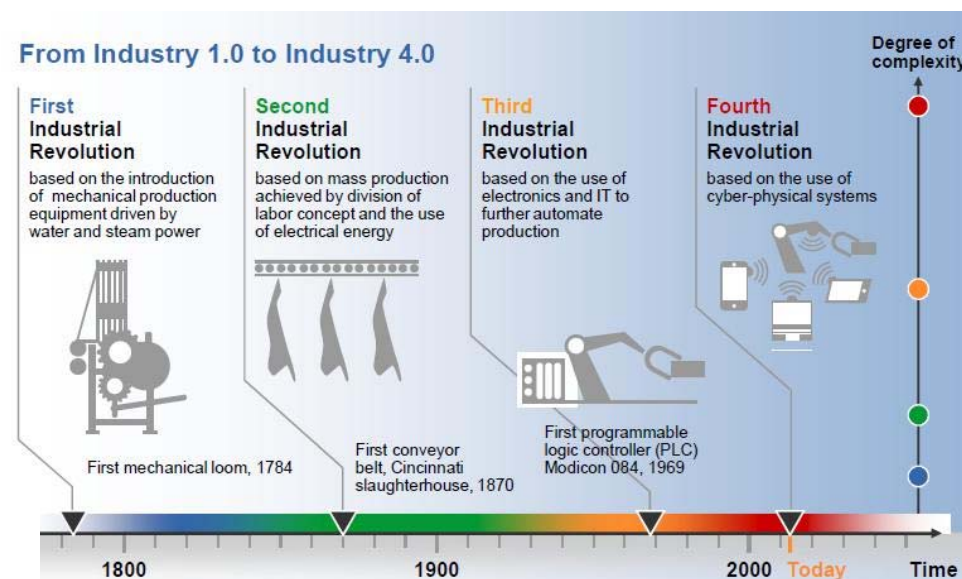 From Industry 1.0 to Industry 4.0
Degree of
complexity
First
Industrial
Revolution
based on the introduction
of mechanical production
equipment driven by
water and steam power
Second
Industrial
Revolution
based on mass production
achieved by division of
labor concept and the use
of electrical energy
Third
Industrial
Revolution
based on the use of
electronics and IT to
further automate
production
Fourth
Industrial
Revolution
based on the use of
cyber-physical systems
First mechanical loom, 1784
First conveyor
belt, Cincinnati
slaughterhouse, 1870
First programmable
logic controller (PLC)
Modicon 084, 1969
1800
1900
2000
Today
Time